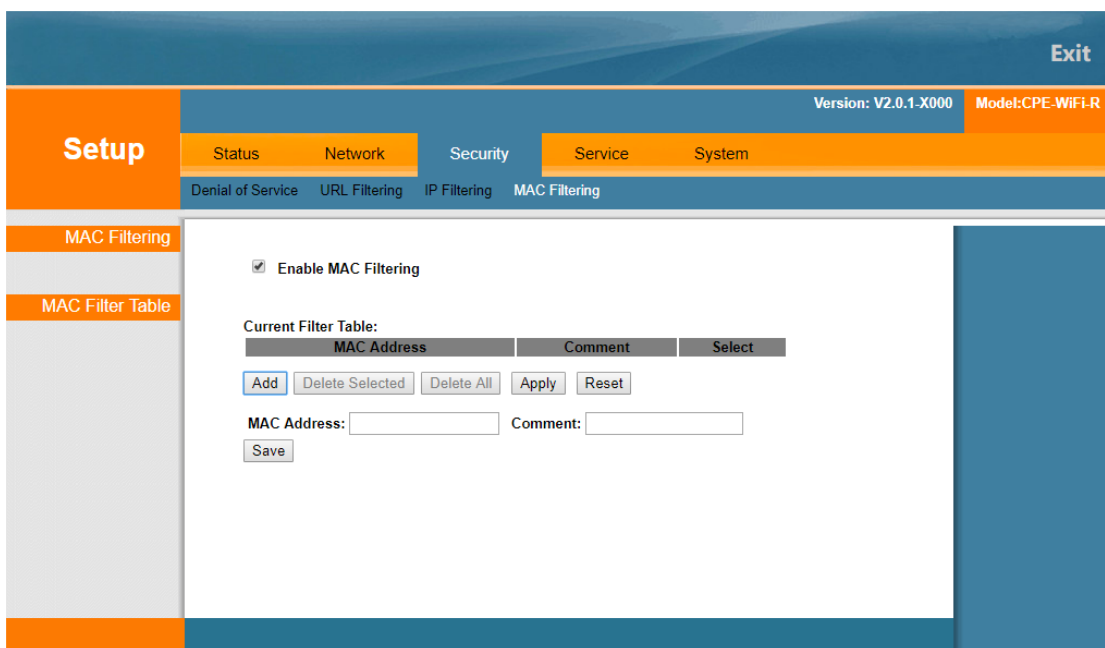 Exit
Version: V2.0.1-X000 Model:CPE-WiFi-R
Setup
Status Network Security Service System
Denial of Service URL Filtering IP Filtering MAC Filtering
MAC Filtering
Enable MAC Filtering
MAC Filter Table
Current Filter Table:
MAC Address Comment Select
Add Delete Selected Delete All Apply Reset
MAC Address: Comment:
Save